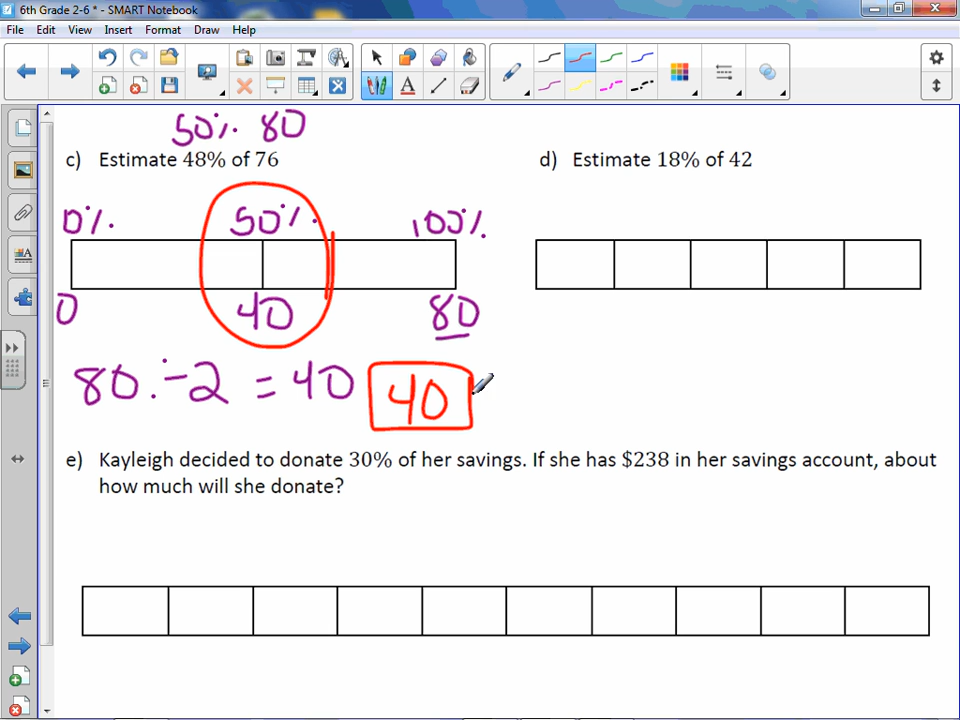 6th Grade 2-6 * - SMART Notebook
File Edit View Insert Format Draw Help
50% 80
c) Estimate 48% of 76
d) Estimate 18% of 42
0% 50% 100%
0 40 80
80 ÷ 2 = 40 40
e) Kayleigh decided to donate 30% of her savings. If she has $238 in her savings account, about
how much will she donate?